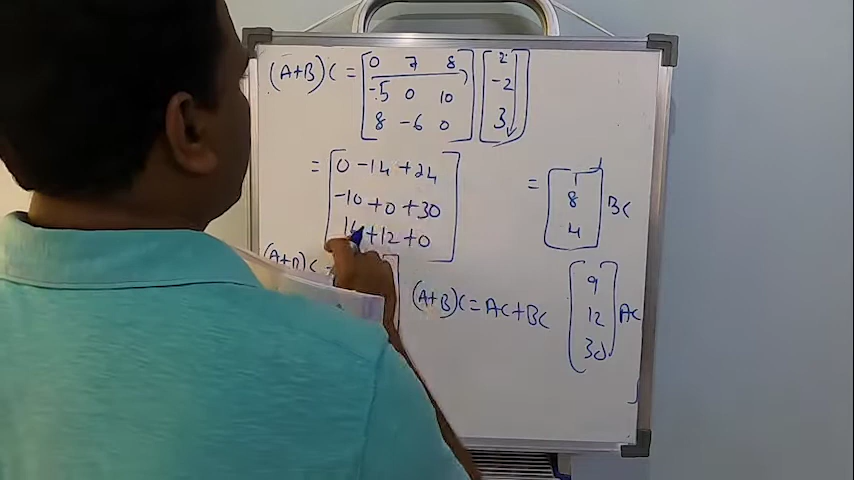 (A+B)C = [0 7 8] [2
-5 0 10 -2
8 -6 0 3]
= [0 -14 +24
-10 +0 +30
16 +12 +0]
= [1
8
4] BC
(A+B)C
(A+B)C = AC+BC
[9
12
30] AC